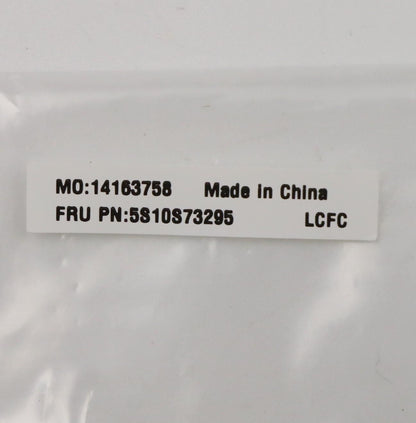 MO:14163758 Made in China
FRU PN:5S10S73295 LCFC